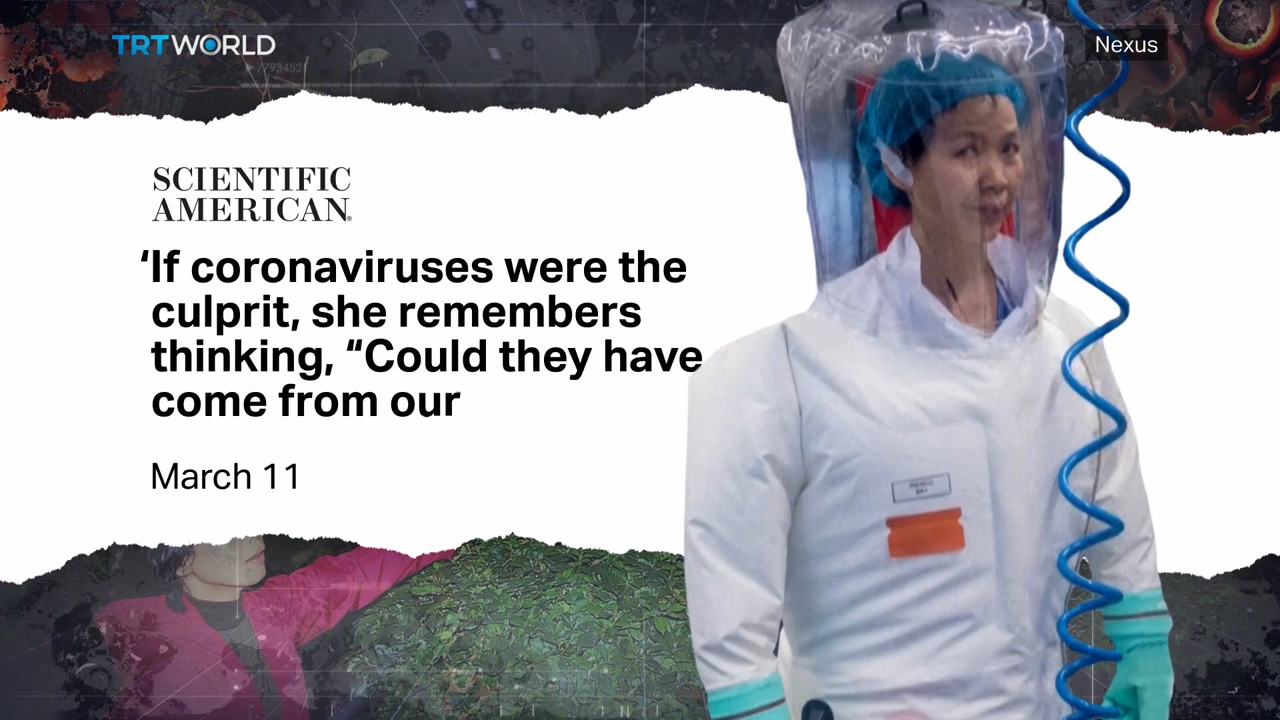 TRTWORLD
Nexus
77934525
SCIENTIFIC
AMERICAN®
‘If coronaviruses were the
culprit, she remembers
thinking, “Could they have
come from our
March 11